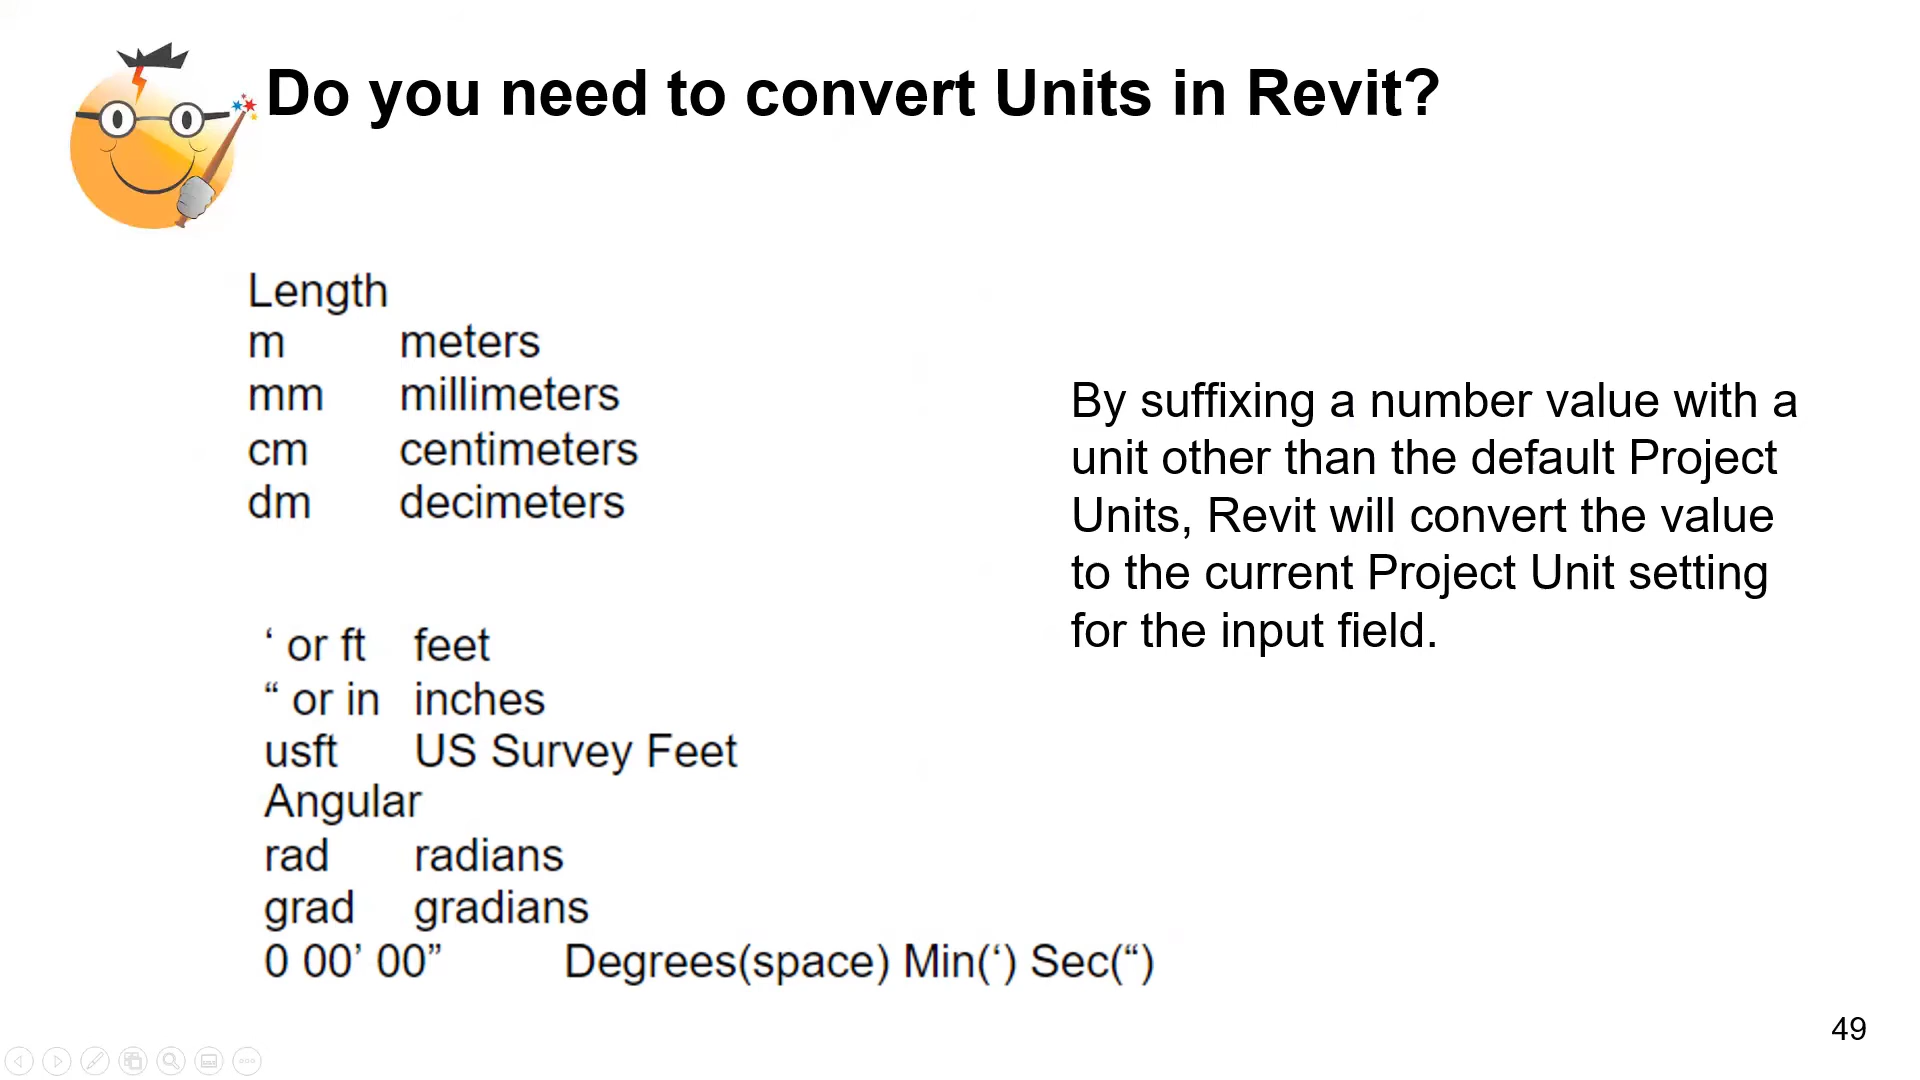 Do you need to convert Units in Revit?
Length
m meters
mm millimeters
cm centimeters
dm decimeters
‘ or ft feet
“ or in inches
usft US Survey Feet
Angular
rad radians
grad gradians
0 00’ 00” Degrees(space) Min(‘) Sec(“)
By suffixing a number value with a
unit other than the default Project
Units, Revit will convert the value
to the current Project Unit setting
for the input field.
49